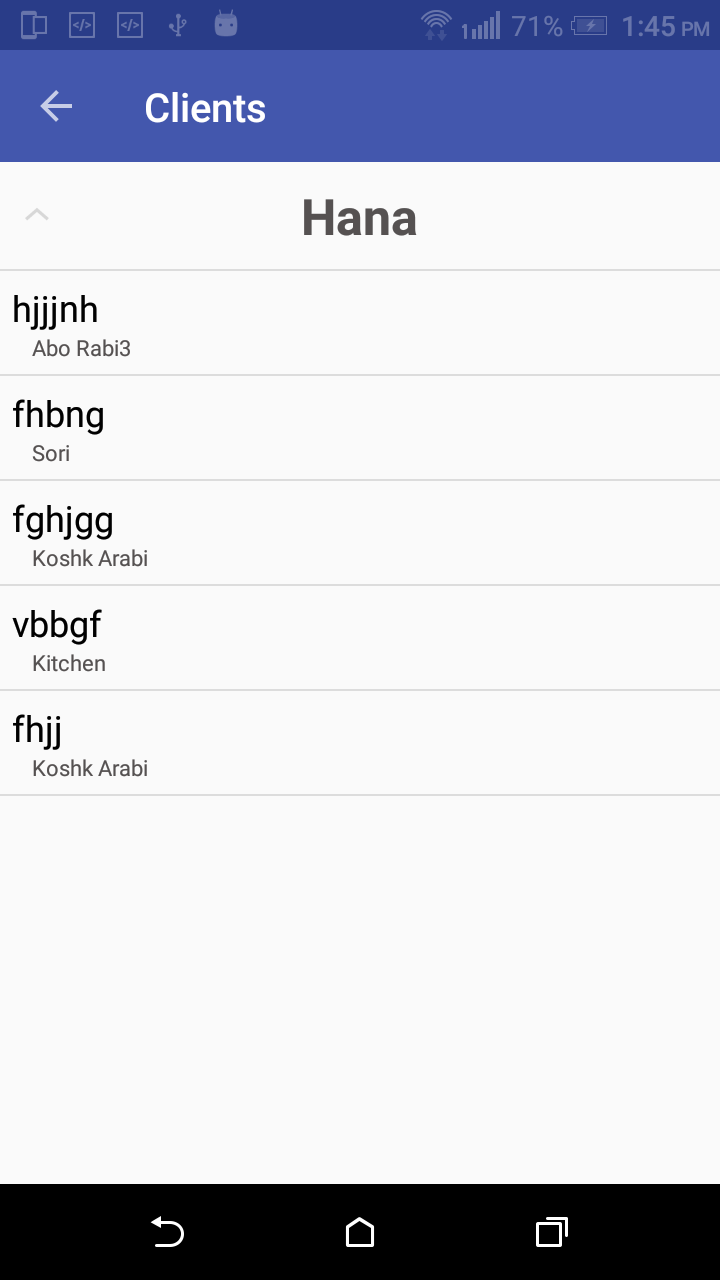 71% 1:45 PM
Clients
Hana
hjjjnh
Abo Rabi3
fhbng
Sori
fghjgg
Koshk Arabi
vbbgf
Kitchen
fhjj
Koshk Arabi